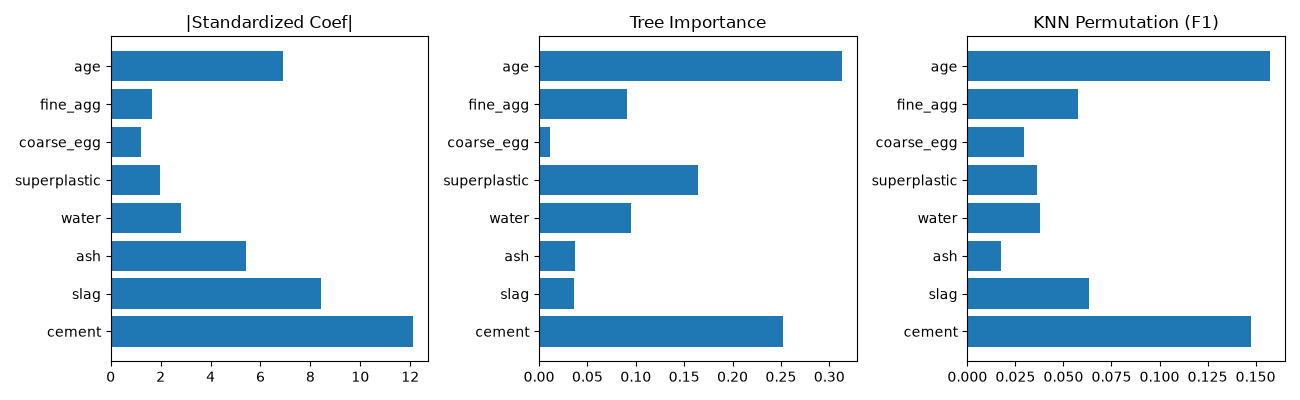 |Standardized Coef|
age
fine_agg
coarse_egg
superplastic
water
ash
slag
cement
0 2 4 6 8 10 12
Tree Importance
age
fine_agg
coarse_egg
superplastic
water
ash
slag
cement
0.00 0.05 0.10 0.15 0.20 0.25 0.30
KNN Permutation (F1)
age
fine_agg
coarse_egg
superplastic
water
ash
slag
cement
0.000 0.025 0.050 0.075 0.100 0.125 0.150